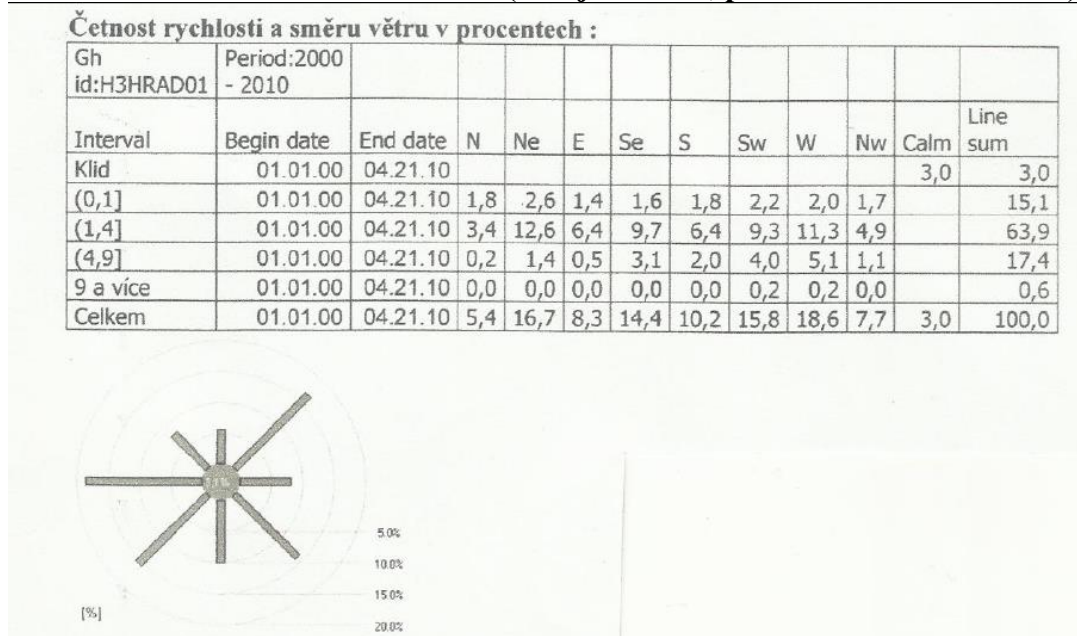 Četnost rychlosti a směru větru v procentech :
Gh id:H3HRAD01 Period:2000 - 2010
Interval Begin date End date N Ne E Se S Sw W Nw Calm Line sum
Klid 01.01.00 04.21.10 3,0 3,0
(0,1] 01.01.00 04.21.10 1,8 2,6 1,4 1,6 1,8 2,2 2,0 1,7 15,1
(1,4] 01.01.00 04.21.10 3,4 12,6 6,4 9,7 6,4 9,3 11,3 4,9 63,9
(4,9] 01.01.00 04.21.10 0,2 1,4 0,5 3,1 2,0 4,0 5,1 1,1 17,4
9 a více 01.01.00 04.21.10 0,0 0,0 0,0 0,0 0,0 0,2 0,2 0,0 0,6
Celkem 01.01.00 04.21.10 5,4 16,7 8,3 14,4 10,2 15,8 18,6 7,7 3,0 100,0
5.0%
10.0%
15.0%
[%]
20.0%